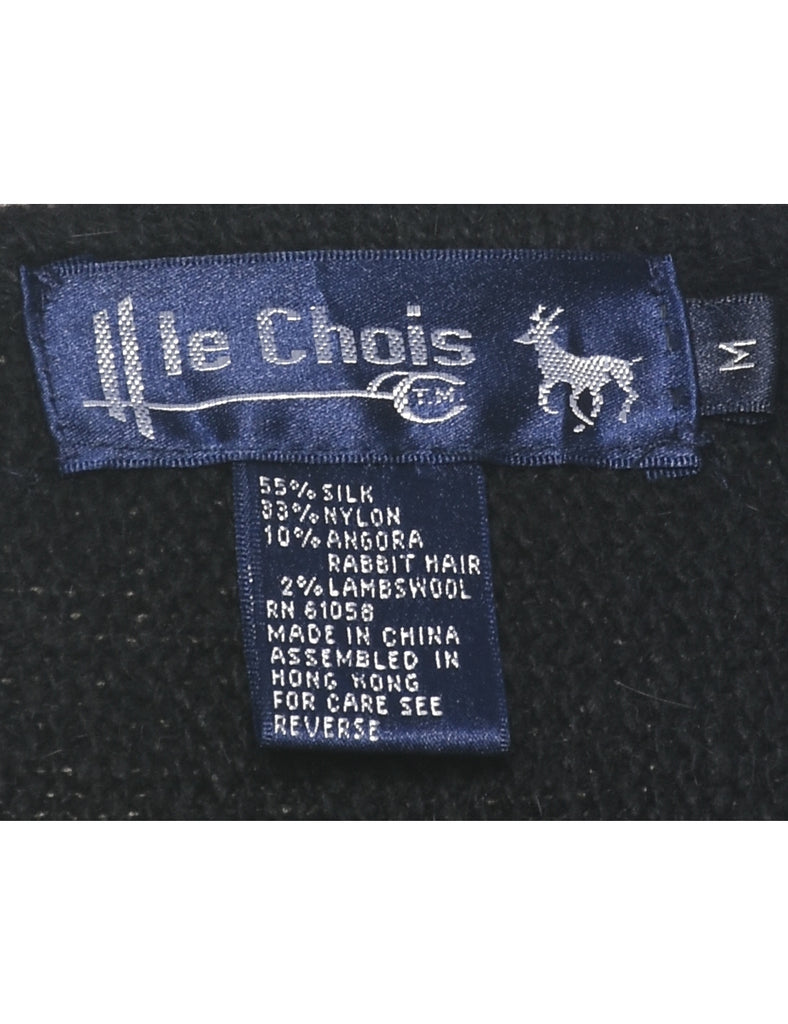 le Chois
T.M.
M
55% SILK
33% NYLON
10% ANGORA
RABBIT HAIR
2% LAMBSWOOL
RN 61058
MADE IN CHINA
ASSEMBLED IN
HONG KONG
FOR CARE SEE
REVERSE